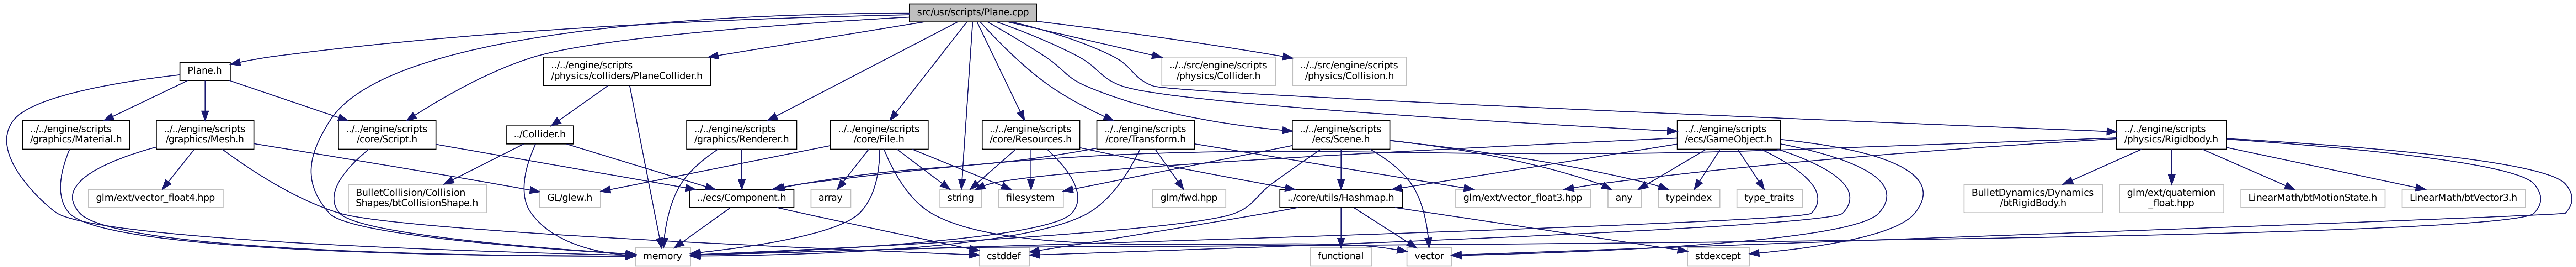 src/usr/scripts/Plane.cpp
Plane.h
../../engine/scripts
/physics/colliders/PlaneCollider.h
../../src/engine/scripts
/physics/Collider.h
../../src/engine/scripts
/physics/Collision.h
../../engine/scripts
/graphics/Material.h
../../engine/scripts
/graphics/Mesh.h
../../engine/scripts
/core/Script.h
../Collider.h
../../engine/scripts
/graphics/Renderer.h
../../engine/scripts
/core/File.h
../../engine/scripts
/core/Resources.h
../../engine/scripts
/core/Transform.h
../../engine/scripts
/ecs/Scene.h
../../engine/scripts
/ecs/GameObject.h
../../engine/scripts
/physics/Rigidbody.h
glm/ext/vector_float4.hpp
BulletCollision/Collision
Shapes/btCollisionShape.h
GL/glew.h
../ecs/Component.h
array
string
filesystem
glm/fwd.hpp
../core/utils/Hashmap.h
glm/ext/vector_float3.hpp
any
typeindex
type_traits
BulletDynamics/Dynamics
/btRigidBody.h
glm/ext/quaternion
_float.hpp
LinearMath/btMotionState.h
LinearMath/btVector3.h
memory
cstddef
functional
vector
stdexcept